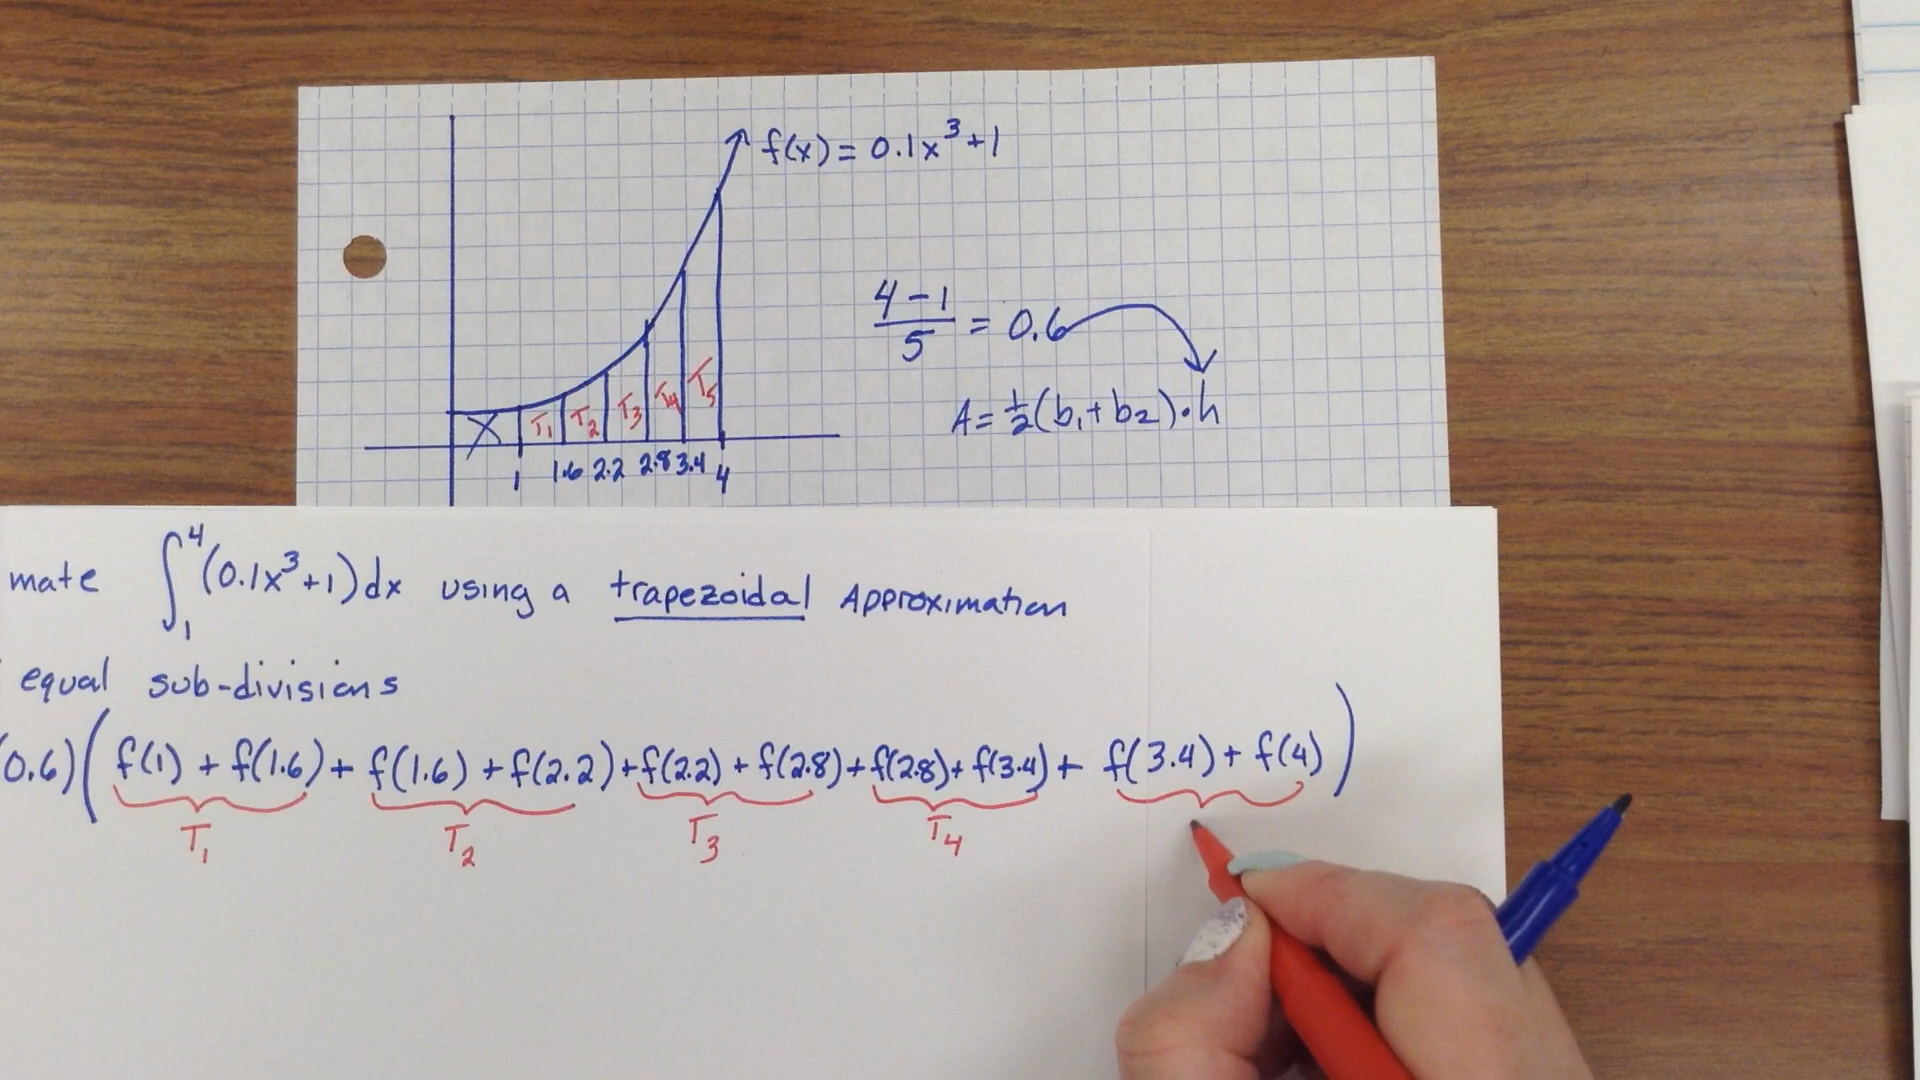 f(x) = 0.1x³+1
4-1
5
= 0.6
A = ½(b₁+b₂)·h
T₁ T₂ T₃ T₄ T₅
1 1.6 2.2 2.8 3.4 4
mate ∫₁⁴(0.1x³+1)dx using a trapezoidal Approximation
equal sub-divisions
0.6)(f(1) + f(1.6) + f(1.6) + f(2.2) + f(2.2) + f(2.8) + f(2.8) + f(3.4) + f(3.4) + f(4))
T₁ T₂ T₃ T₄